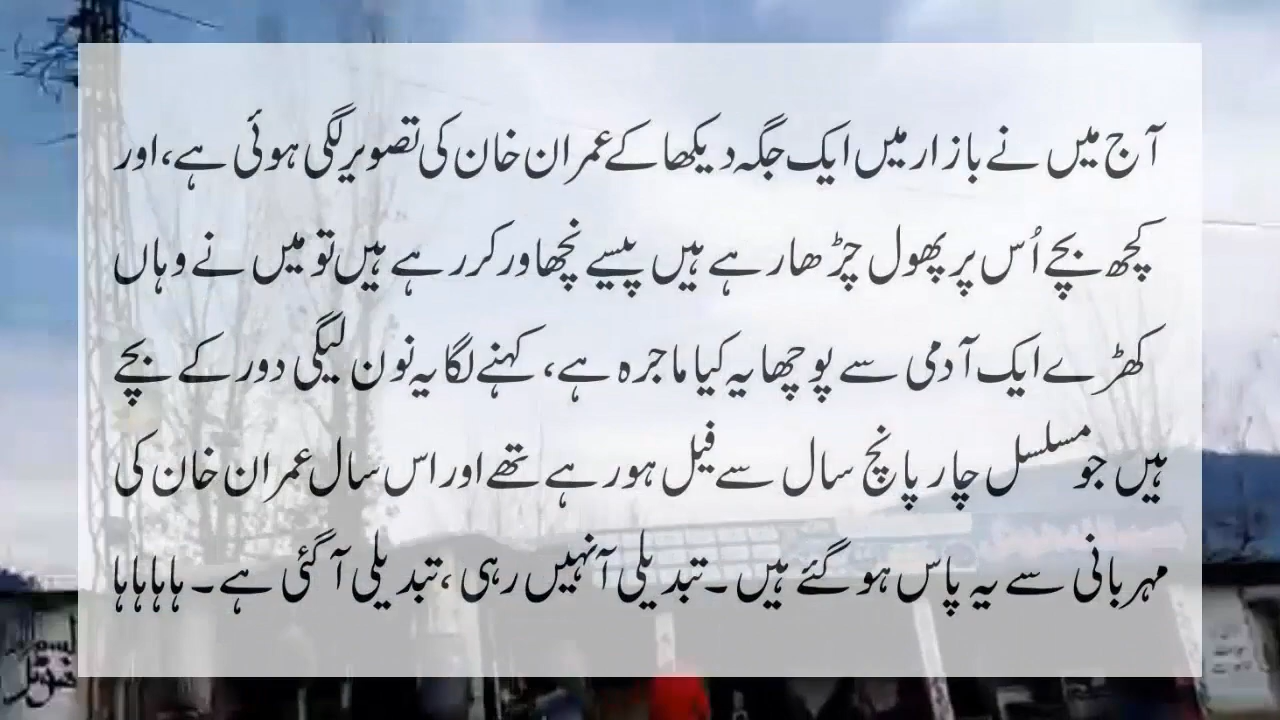 آج میں نے بازار میں ایک جگہ دیکھا کے عمران خان کی تصویر لگی ہوئی ہے، اور
کچھ بچے اُس پر پھول چڑھا رہے ہیں پیسے نچھاور کر رہے ہیں تو میں نے وہاں
کھڑے ایک آدمی سے پوچھا یہ کیا ماجرہ ہے، کہنے لگا یہ نون لیگی دور کے بچے
ہیں جو مسلسل چار پانچ سال سے فیل ہو رہے تھے اور اس سال عمران خان کی
مہربانی سے یہ پاس ہو گئے ہیں۔ تبدیلی آ نہیں رہی، تبدیلی آ گئی ہے۔ ہاہاہاہا